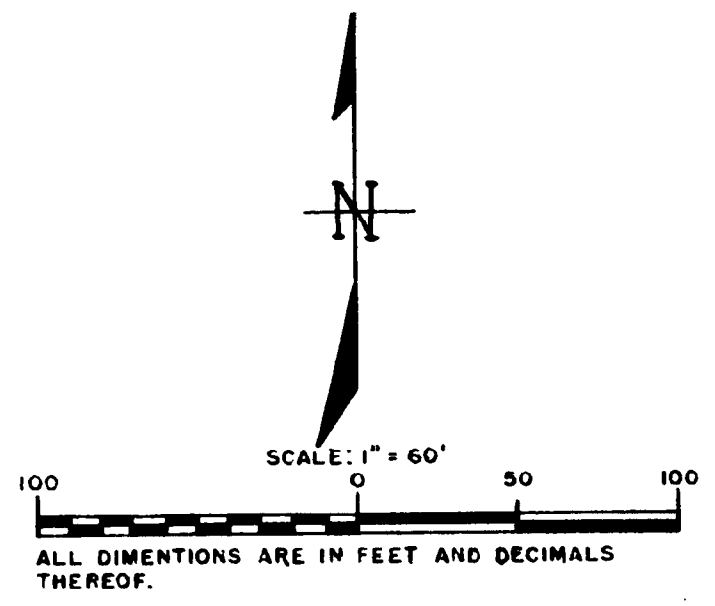 N
SCALE: 1" = 60'
100 0 50 100
ALL DIMENTIONS ARE IN FEET AND DECIMALS
THEREOF.